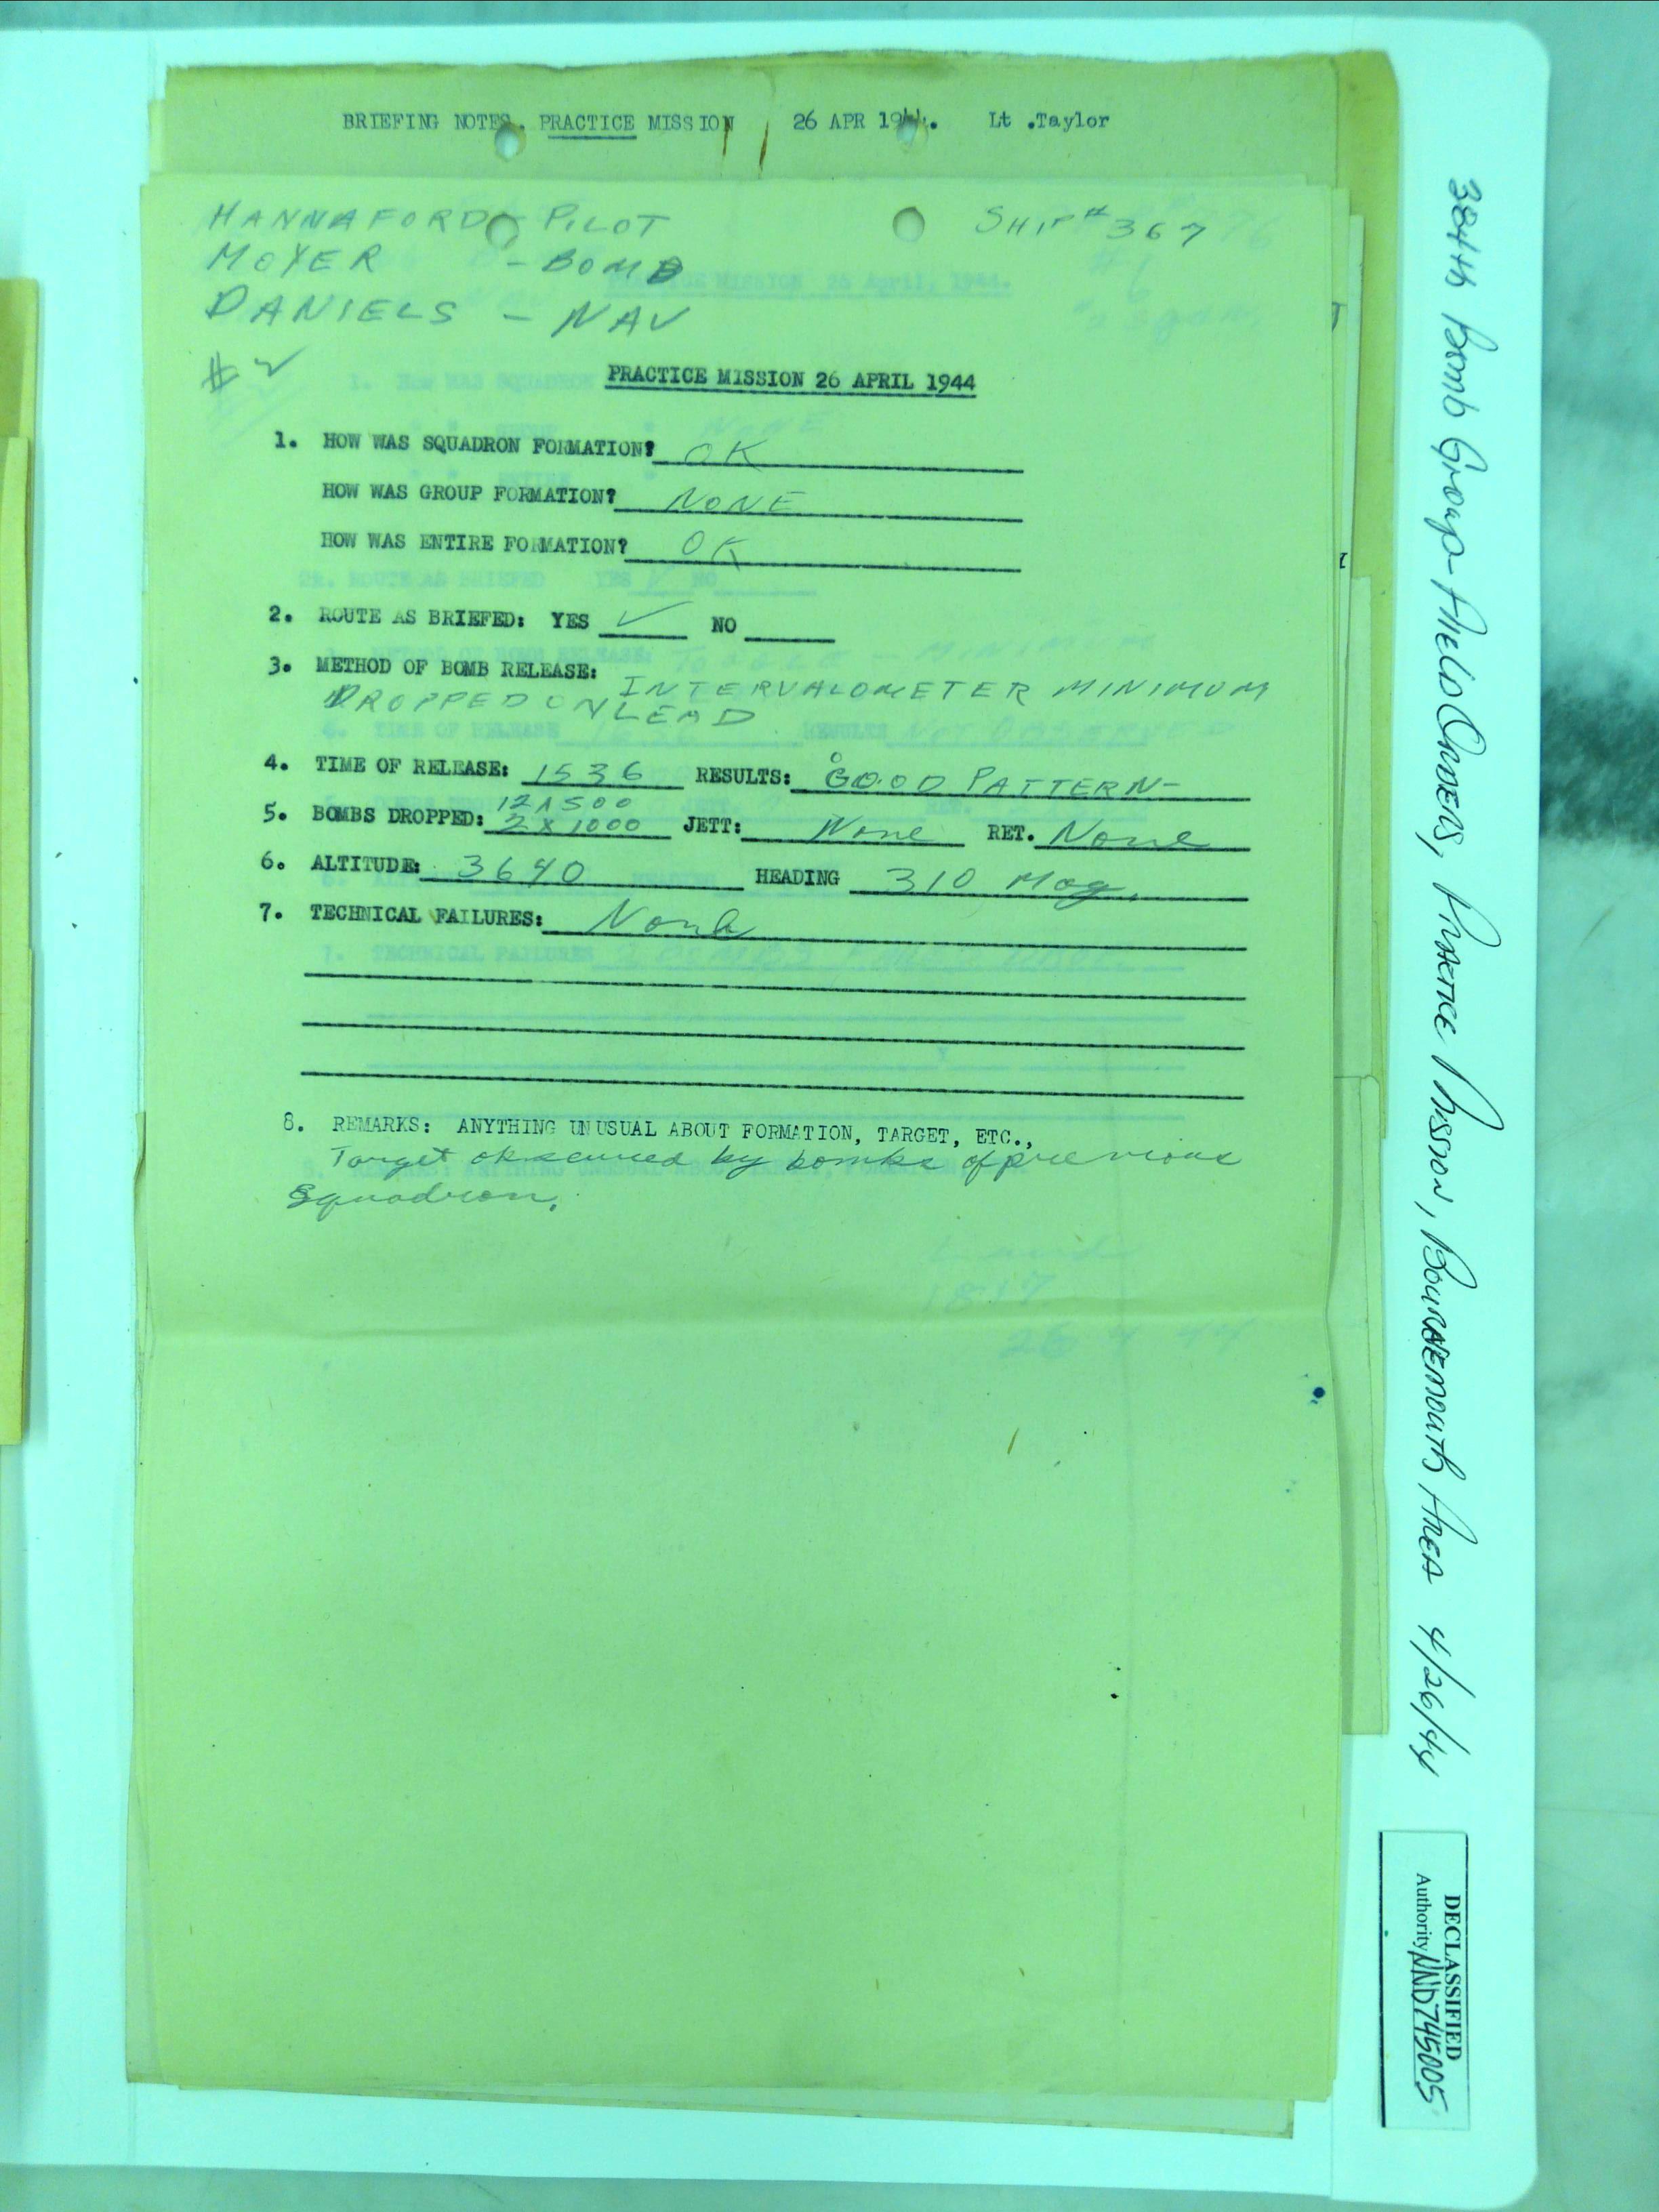 BRIEFING NOTES. PRACTICE MISSION 26 APR 1944. Lt .Taylor
HANNAFORD - PILOT SHIP # 367
MOYER - BOMB
DANIELS - NAV
# 2
PRACTICE MISSION 26 APRIL 1944
1. HOW WAS SQUADRON FORMATION? OK
HOW WAS GROUP FORMATION? NONE
HOW WAS ENTIRE FORMATION? OK
2. ROUTE AS BRIEFED: YES ✓ NO
3. METHOD OF BOMB RELEASE: INTERVALOMETER MINIMUM
DROPPED ON LEAD
4. TIME OF RELEASE: 1536 RESULTS: GOOD PATTERN-
12 X 500
5. BOMBS DROPPED: 2 X 1000 JETT: None RET. None
6. ALTITUDE: 3640 HEADING 310 Mag.
7. TECHNICAL FAILURES: None
8. REMARKS: ANYTHING UNUSUAL ABOUT FORMATION, TARGET, ETC.,
Target obscured by bombs of previous
Squadron.
384th Bomb Group-Field Orders, Practice Mission, Bournemouth Area 4/26/44
DECLASSIFIED
Authority NND745005